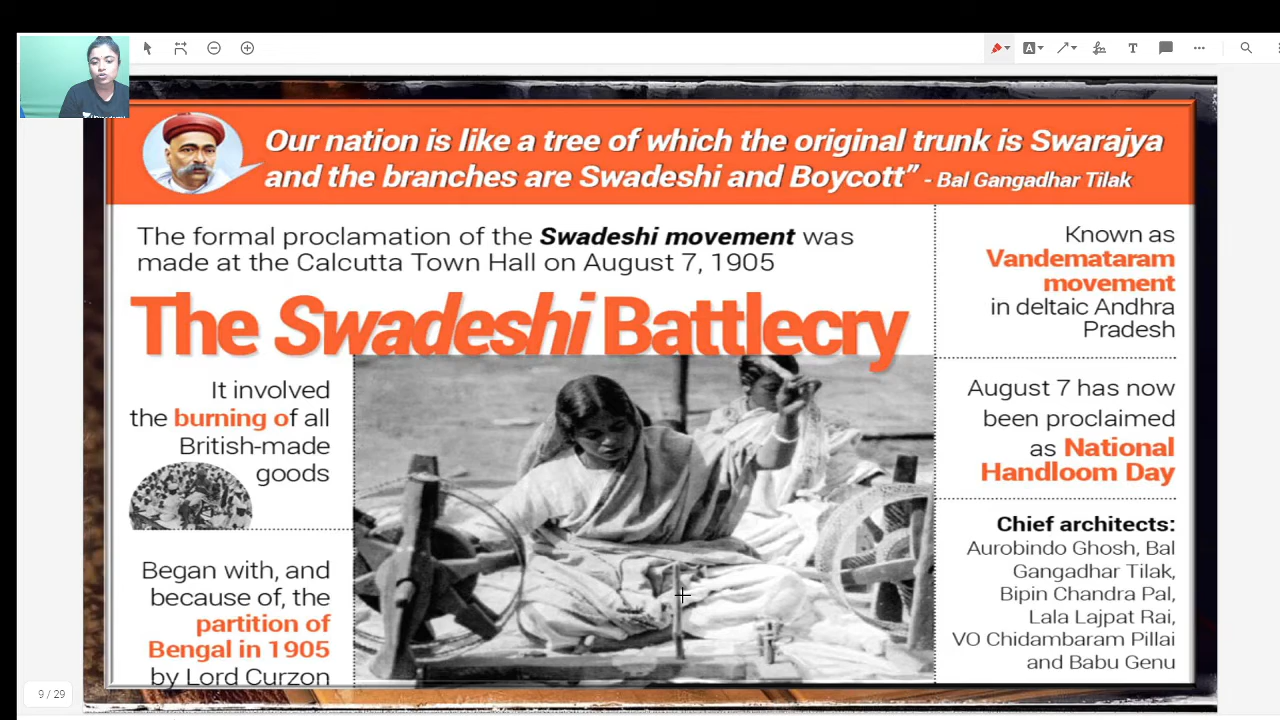 Our nation is like a tree of which the original trunk is Swarajya
and the branches are Swadeshi and Boycott” - Bal Gangadhar Tilak
The formal proclamation of the Swadeshi movement was
made at the Calcutta Town Hall on August 7, 1905
The Swadeshi Battlecry
It involved
the burning of all
British-made
goods
Began with, and
because of, the
partition of
Bengal in 1905
by Lord Curzon
Known as
Vandemataram
movement
in deltaic Andhra
Pradesh
August 7 has now
been proclaimed
as National
Handloom Day
Chief architects:
Aurobindo Ghosh, Bal
Gangadhar Tilak,
Bipin Chandra Pal,
Lala Lajpat Rai,
VO Chidambaram Pillai
and Babu Genu
9 / 29